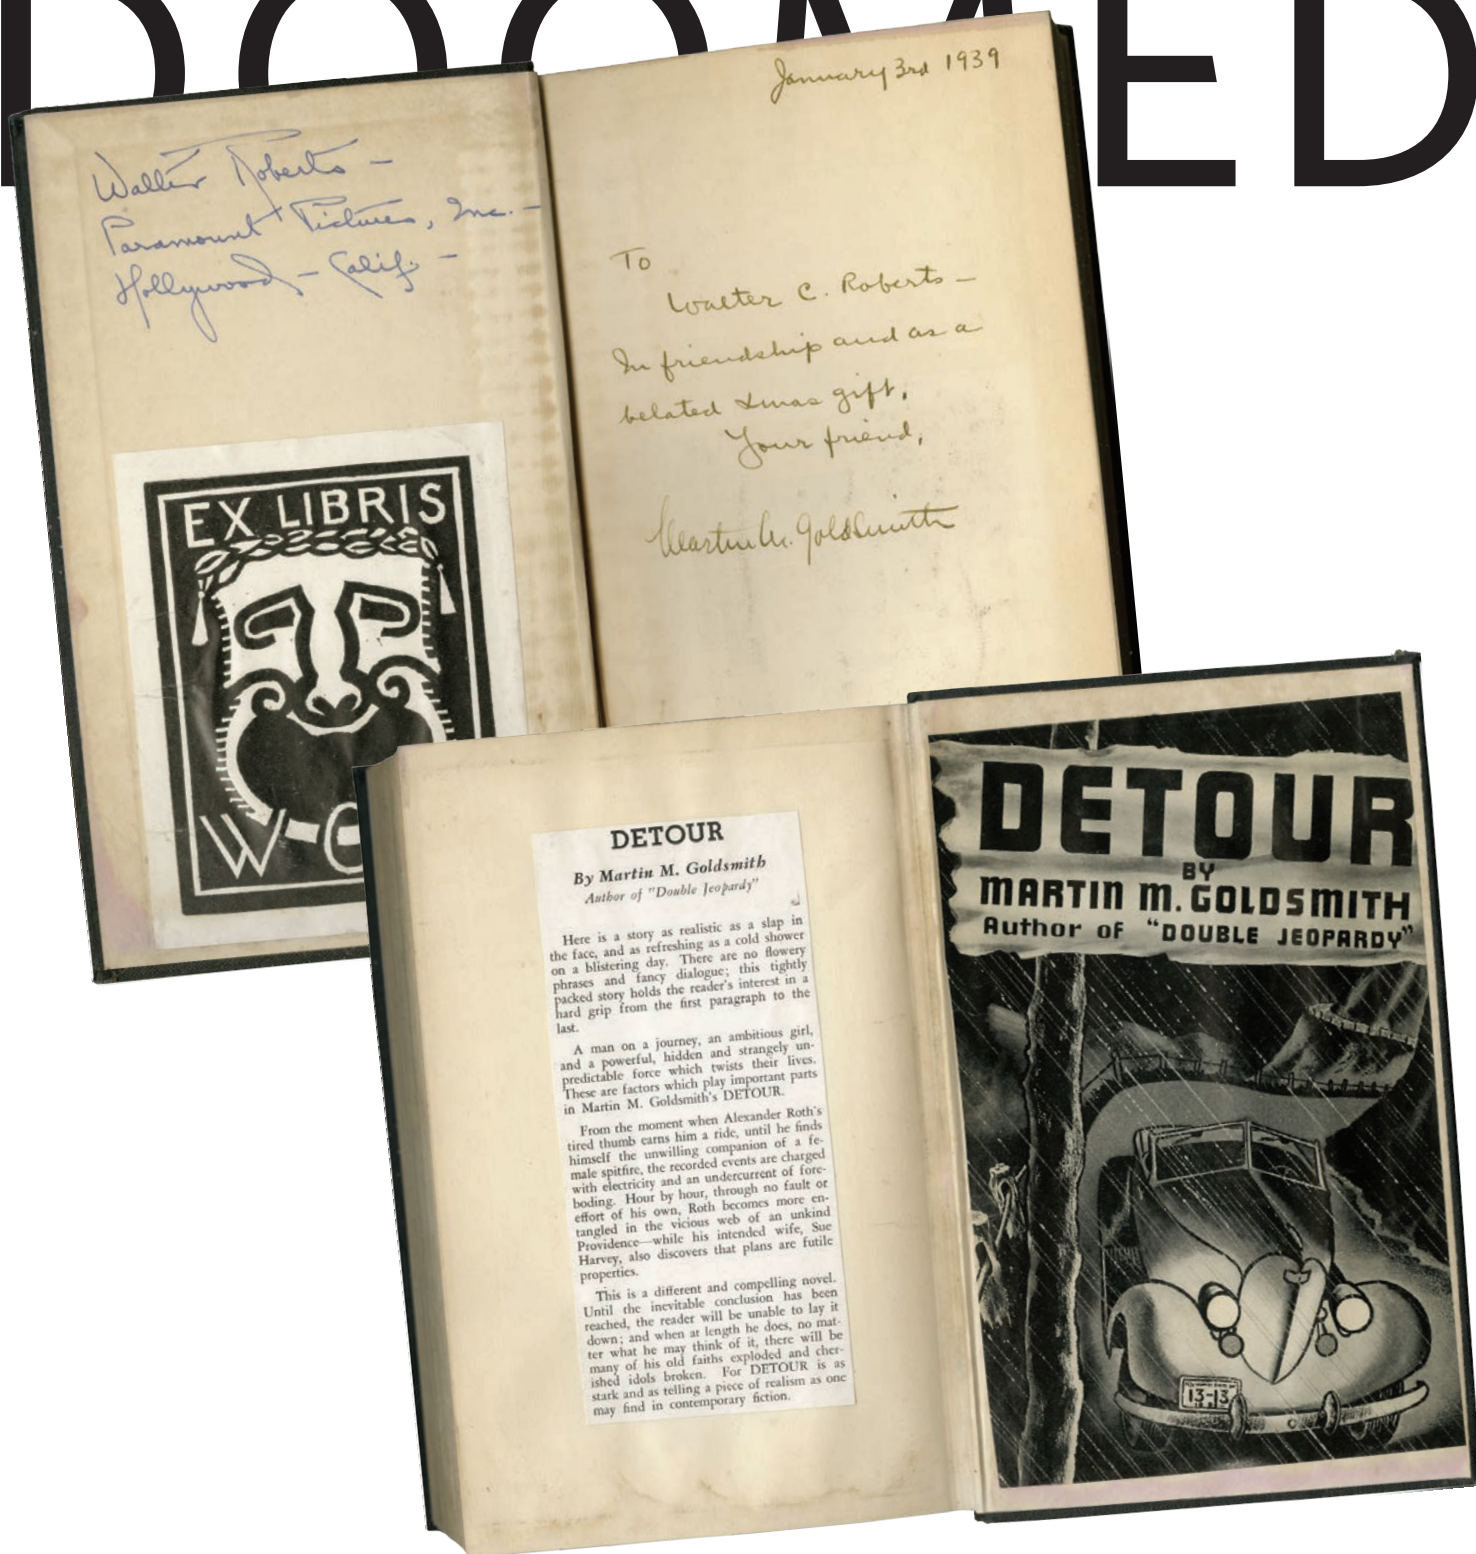 DOOMED
January 3rd 1939
Walter Roberts –
Paramount Pictures, Inc. –
Hollywood – Calif. –
To
Walter C. Roberts –
In friendship and as a
belated Xmas gift.
Your friend,
Martin M. Goldsmith
EX LIBRIS
W-C
DETOUR
By Martin M. Goldsmith
Author of "Double Jeopardy"
Here is a story as realistic as a slap in
the face, and as refreshing as a cold shower
on a blistering day. There are no flowery
phrases and fancy dialogue; this tightly
packed story holds the reader's interest in a
hard grip from the first paragraph to the
last.
A man on a journey, an ambitious girl,
and a powerful, hidden and strangely un-
predictable force which twists their lives.
These are factors which play important parts
in Martin M. Goldsmith's DETOUR.
From the moment when Alexander Roth's
tired thumb earns him a ride, until he finds
himself the unwilling companion of a fe-
male spitfire, the recorded events are charged
with electricity and an undercurrent of fore-
boding. Hour by hour, through no fault or
effort of his own, Roth becomes more en-
tangled in the vicious web of an unkind
Providence—while his intended wife, Sue
Harvey, also discovers that plans are futile
properties.
This is a different and compelling novel.
Until the inevitable conclusion has been
reached, the reader will be unable to lay it
down; and when at length he does, no mat-
ter what he may think of it, there will be
many of his old faiths exploded and cher-
ished idols broken. For DETOUR is as
stark and as telling a piece of realism as one
may find in contemporary fiction.
DETOUR
BY
MARTIN M. GOLDSMITH
Author of "DOUBLE JEOPARDY"
13-13